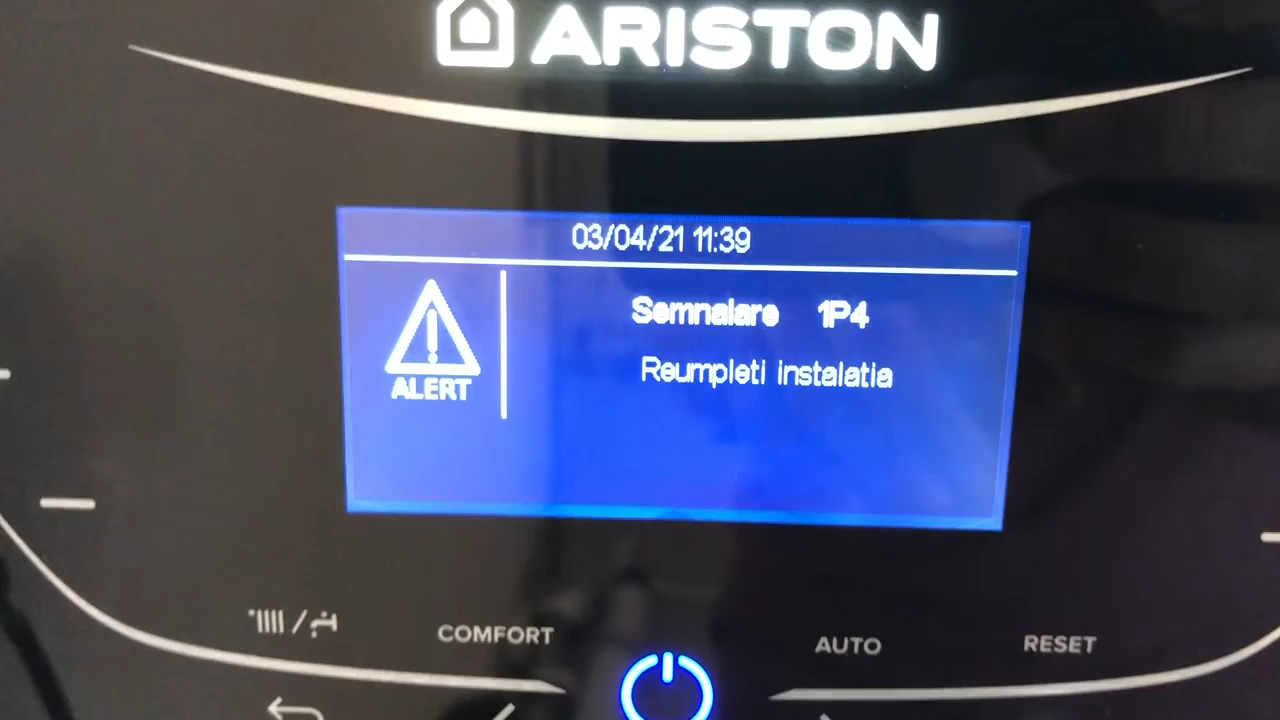 ARISTON
03/04/21 11:39
Semnalare 1P4
Reumpleti instalatia
ALERT
COMFORT
AUTO
RESET